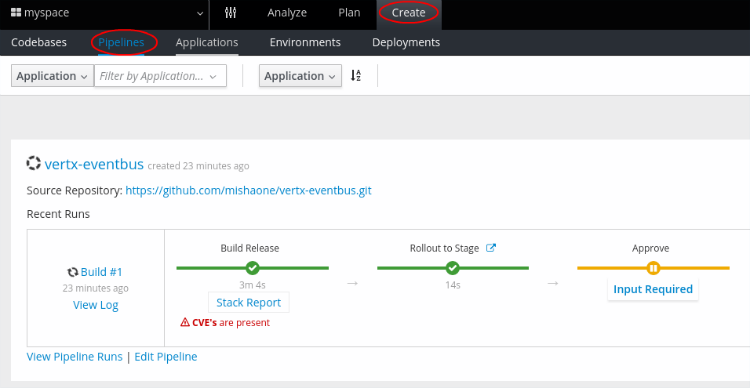 myspace Analyze Plan Create
Codebases Pipelines Applications Environments Deployments
Application Filter by Application... Application A Z
vertx-eventbus created 23 minutes ago
Source Repository: https://github.com/mishaone/vertx-eventbus.git
Recent Runs
Build Release Rollout to Stage Approve
Build #1
23 minutes ago
View Log
3m 4s 14s
Stack Report Input Required
CVE's are present
View Pipeline Runs | Edit Pipeline